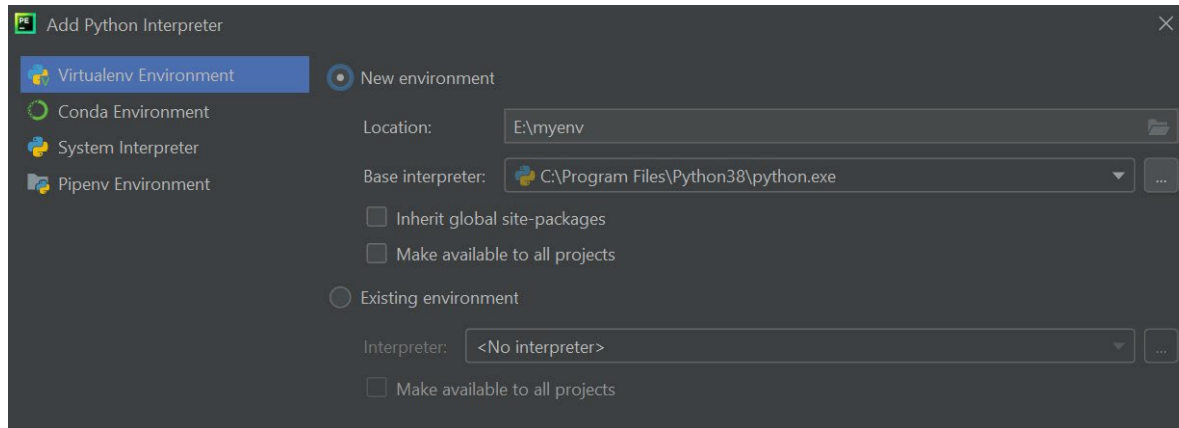 PE Add Python Interpreter
Virtualenv Environment
Conda Environment
System Interpreter
Pipenv Environment
New environment
Location: E:\myenv
Base interpreter: C:\Program Files\Python38\python.exe ...
Inherit global site-packages
Make available to all projects
Existing environment
Interpreter: <No interpreter> ...
Make available to all projects